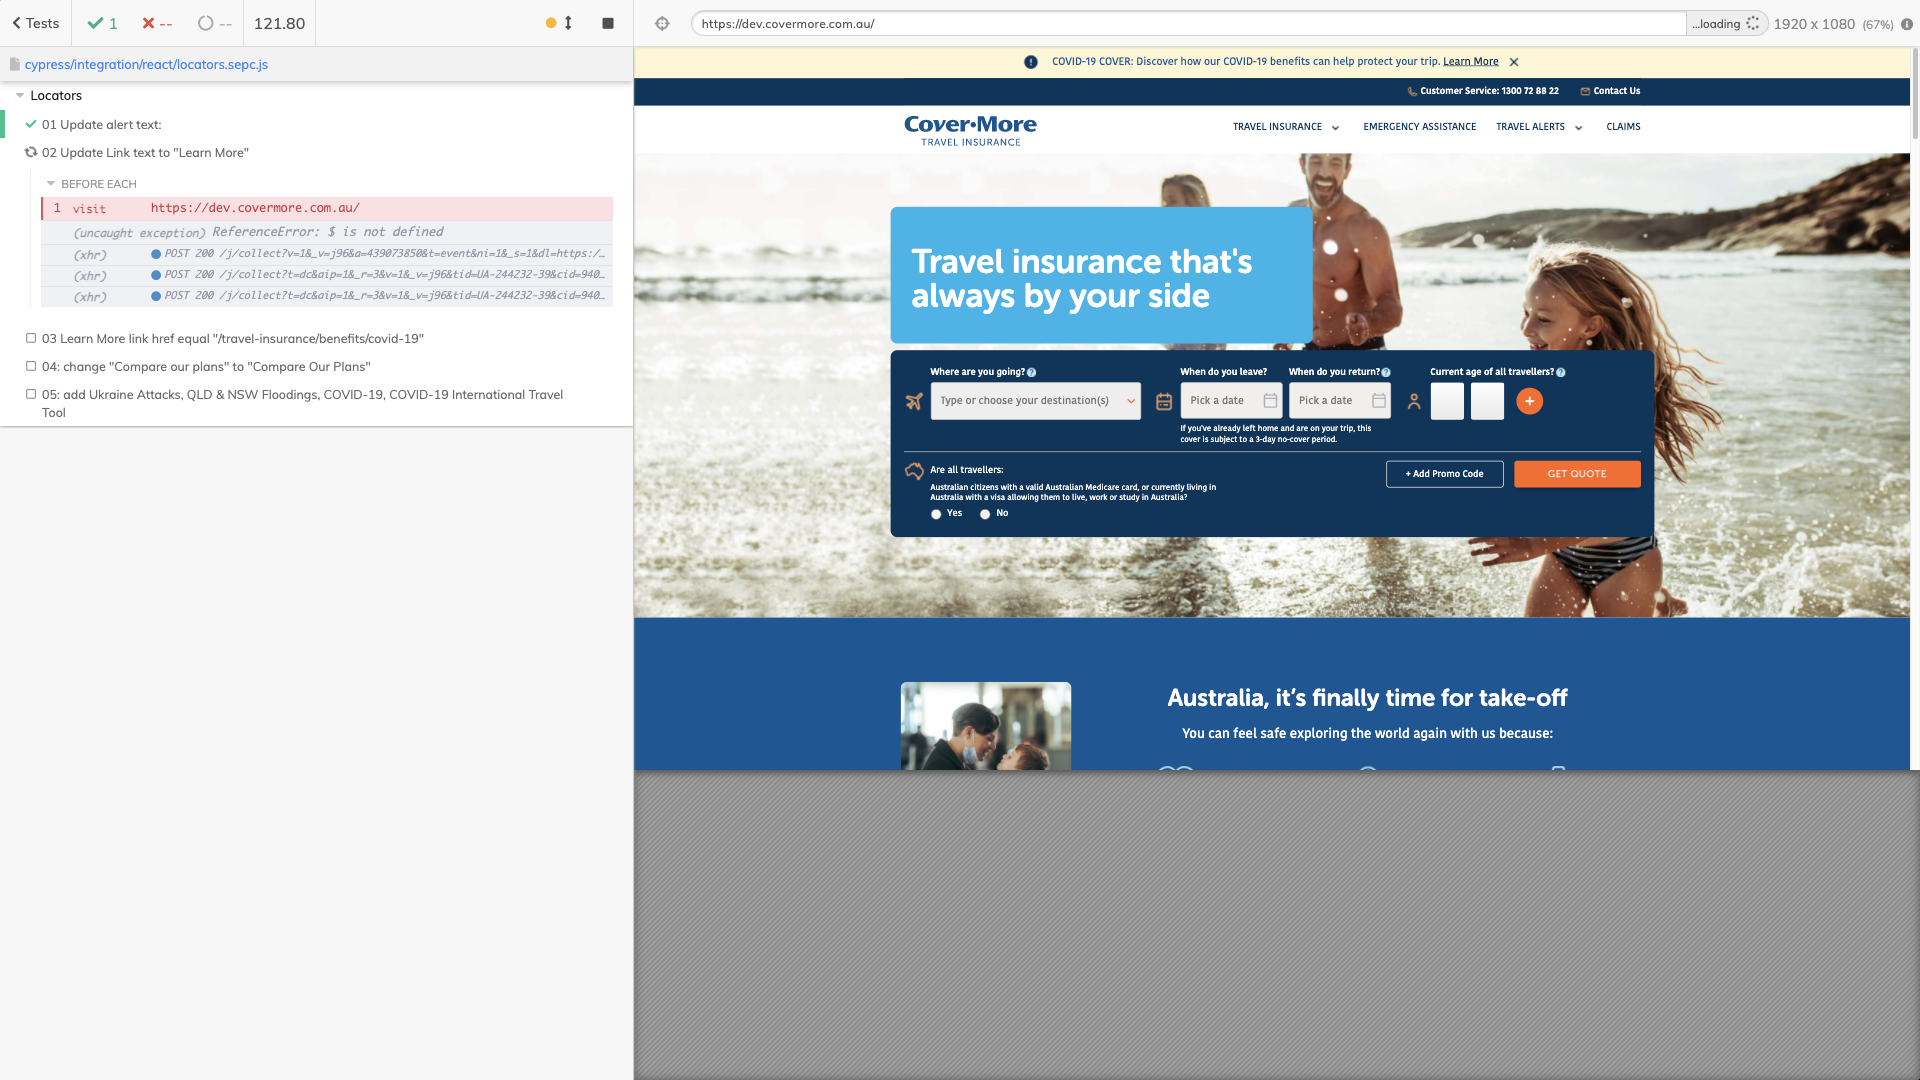 Tests
1
--
--
121.80
https://dev.covermore.com.au/
...loading
1920 x 1080 (67%)
cypress/integration/react/locators.sepc.js
Locators
01 Update alert text:
02 Update Link text to "Learn More"
BEFORE EACH
1 visit https://dev.covermore.com.au/
(uncaught exception) ReferenceError: $ is not defined
(xhr) POST 200 /j/collect?v=1&_v=j96&a=439073850&t=event&ni=1&_s=1&dl=https:/…
(xhr) POST 200 /j/collect?t=dc&aip=1&_r=3&v=1&_v=j96&tid=UA-244232-39&cid=940…
(xhr) POST 200 /j/collect?t=dc&aip=1&_r=3&v=1&_v=j96&tid=UA-244232-39&cid=940…
03 Learn More link href equal "/travel-insurance/benefits/covid-19"
04: change "Compare our plans" to "Compare Our Plans"
05: add Ukraine Attacks, QLD & NSW Floodings, COVID-19, COVID-19 International Travel
Tool
COVID-19 COVER: Discover how our COVID-19 benefits can help protect your trip. Learn More
Customer Service: 1300 72 88 22
Contact Us
Cover·More
TRAVEL INSURANCE
TRAVEL INSURANCE
EMERGENCY ASSISTANCE
TRAVEL ALERTS
CLAIMS
Travel insurance that's
always by your side
Where are you going?
When do you leave?
When do you return?
Current age of all travellers?
Type or choose your destination(s)
Pick a date
Pick a date
If you've already left home and are on your trip, this
cover is subject to a 3-day no-cover period.
Are all travellers:
Australian citizens with a valid Australian Medicare card, or currently living in
Australia with a visa allowing them to live, work or study in Australia?
Yes
No
+ Add Promo Code
GET QUOTE
Australia, it's finally time for take-off
You can feel safe exploring the world again with us because: